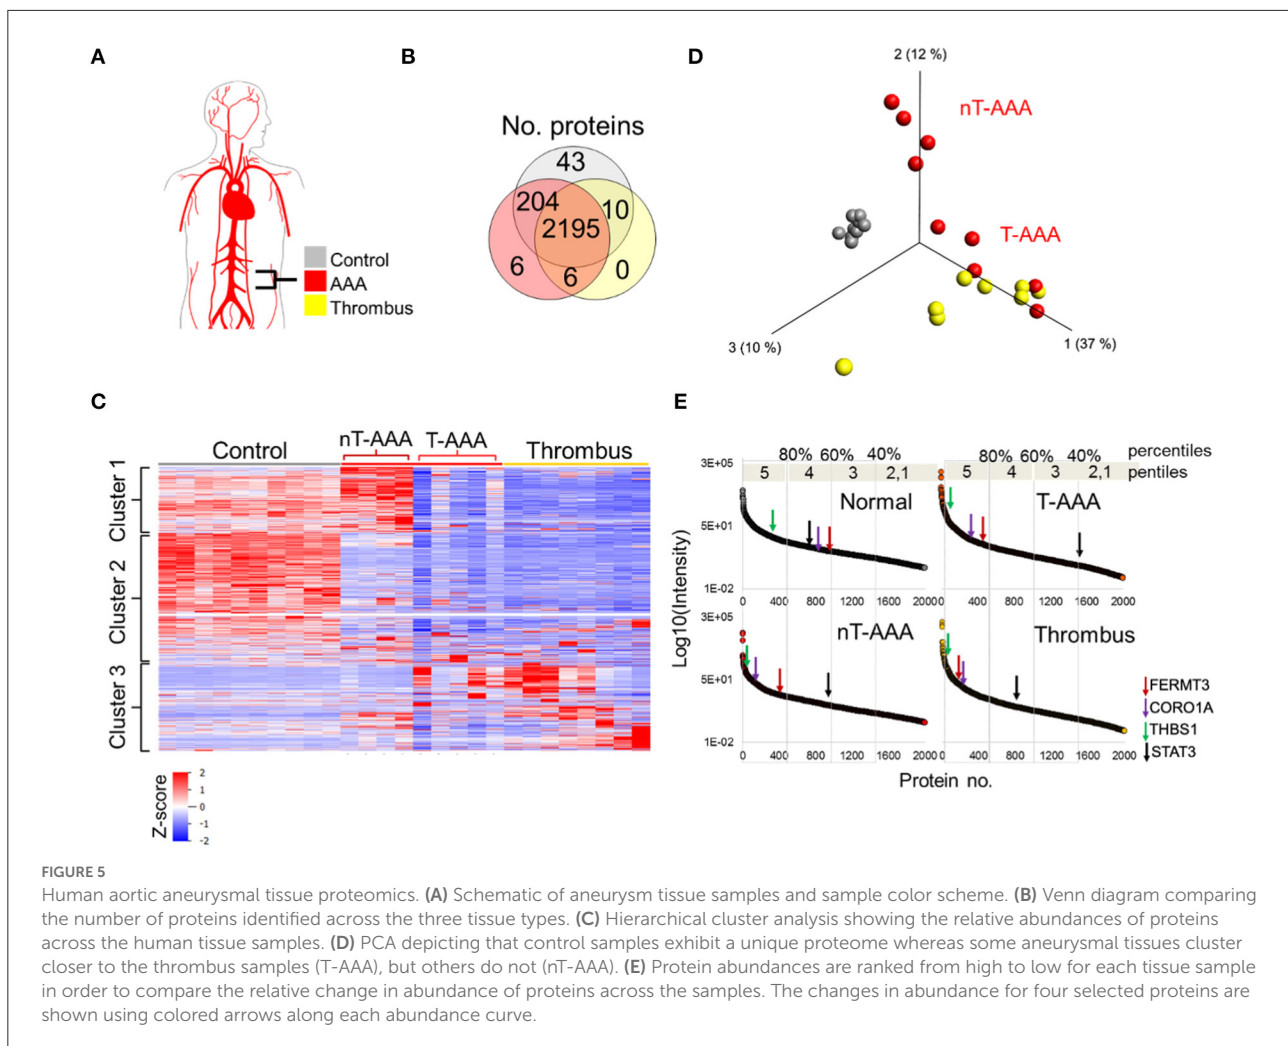 A
Control
AAA
Thrombus
B
No. proteins
43
204
10
2195
6
6
0
D
2 (12 %)
nT-AAA
T-AAA
3 (10 %)
1 (37 %)
C
Control
nT-AAA
T-AAA
Thrombus
Cluster 1
Cluster 2
Cluster 3
Z-score
2
1
0
-1
-2
E
80% 60% 40%
80% 60% 40%
percentiles
5 4 3 2,1
5 4 3 2,1
pentiles
3E+05
5E+01
1E-02
Normal
T-AAA
0 400 800 1200 1600 2000
0 400 800 1200 1600 2000
3E+05
5E+01
1E-02
nT-AAA
Thrombus
0 400 800 1200 1600 2000
0 400 800 1200 1600 2000
Log10(Intensity)
Protein no.
FERMT3
CORO1A
THBS1
STAT3
FIGURE 5
Human aortic aneurysmal tissue proteomics. (A) Schematic of aneurysm tissue samples and sample color scheme. (B) Venn diagram comparing
the number of proteins identified across the three tissue types. (C) Hierarchical cluster analysis showing the relative abundances of proteins
across the human tissue samples. (D) PCA depicting that control samples exhibit a unique proteome whereas some aneurysmal tissues cluster
closer to the thrombus samples (T-AAA), but others do not (nT-AAA). (E) Protein abundances are ranked from high to low for each tissue sample
in order to compare the relative change in abundance of proteins across the samples. The changes in abundance for four selected proteins are
shown using colored arrows along each abundance curve.